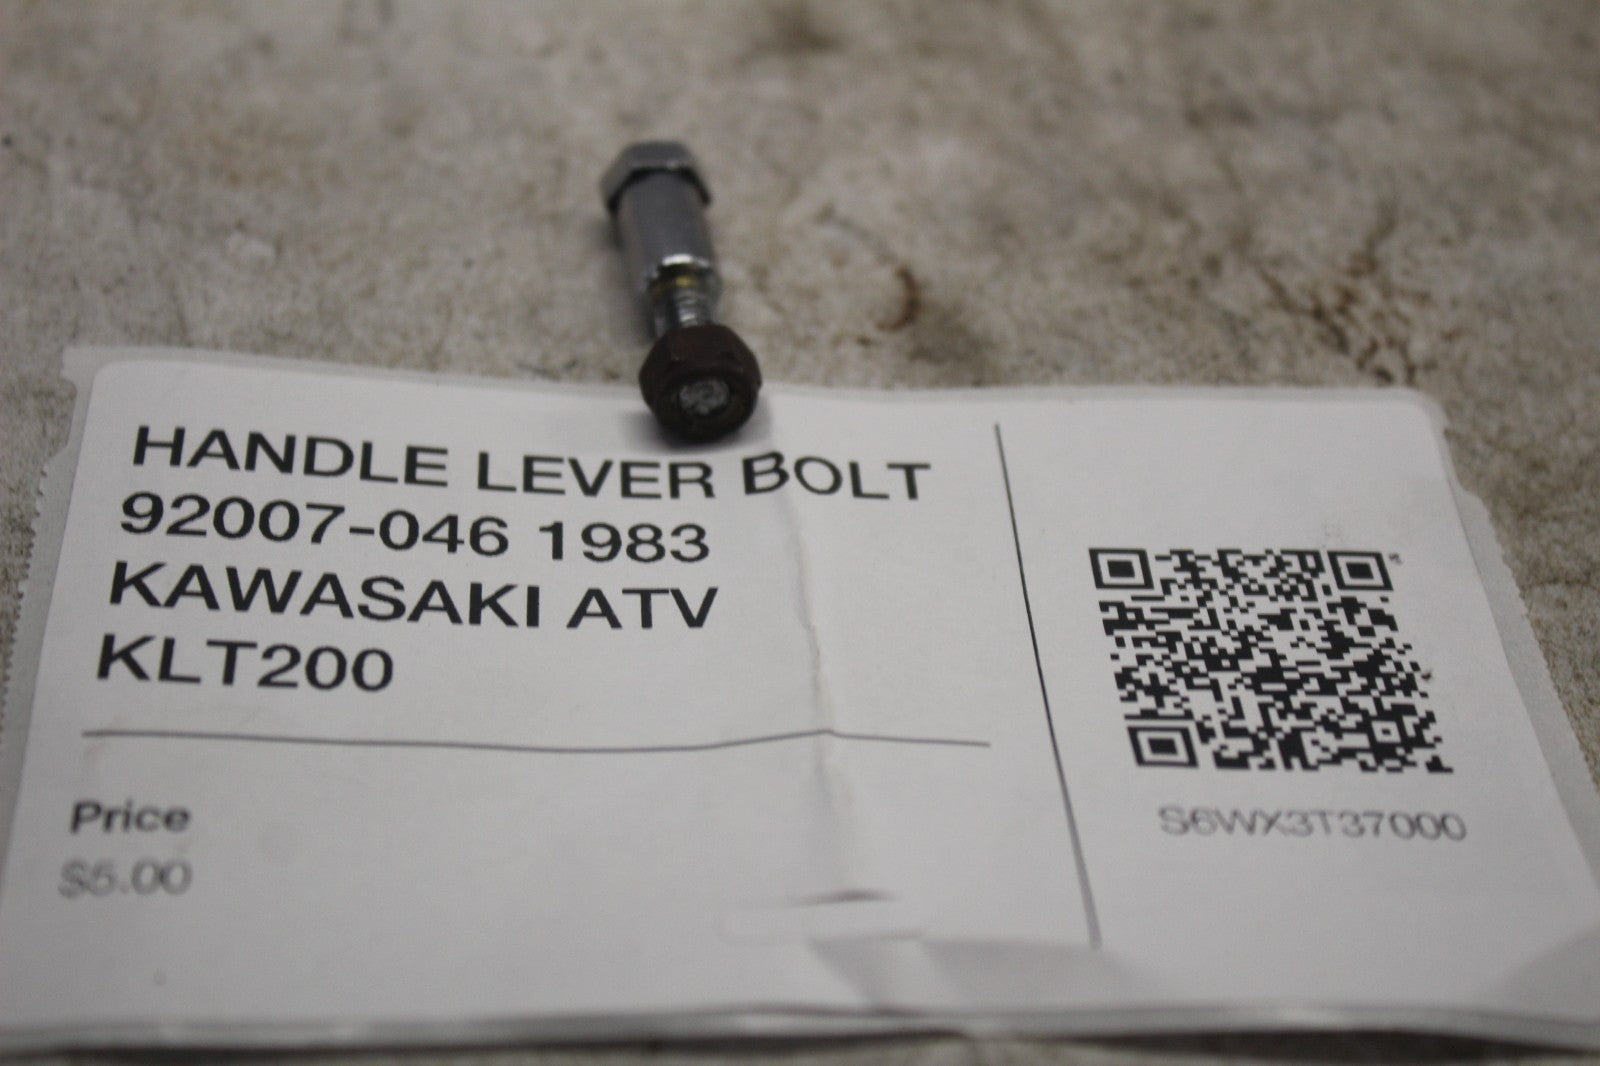 HANDLE LEVER BOLT
92007-046 1983
KAWASAKI ATV
KLT200
Price
$5.00
S6WX3T37000